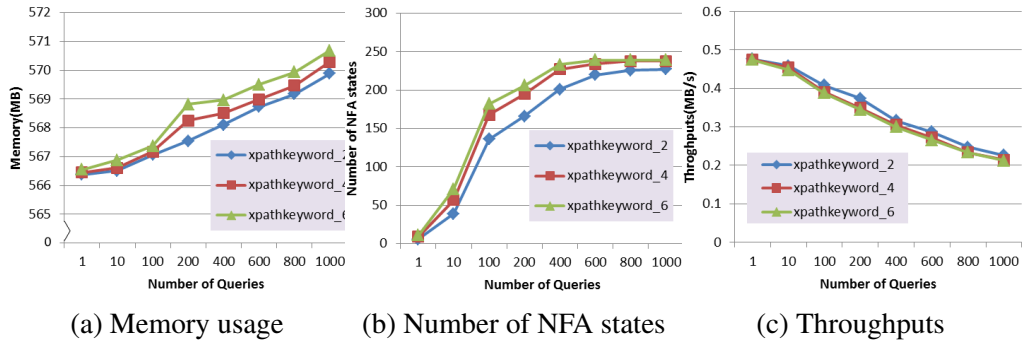 572
571
570
569
568
567
566
565
0
Memory(MB)
1 10 100 200 400 600 800 1000
Number of Queries
xpathkeyword_2
xpathkeyword_4
xpathkeyword_6
(a) Memory usage
300
250
200
150
100
50
0
Number of NFA states
1 10 100 200 400 600 800 1000
Number of Queries
xpathkeyword_2
xpathkeyword_4
xpathkeyword_6
(b) Number of NFA states
0.6
0.5
0.4
0.3
0.2
0.1
0
Throghputs(MB/s)
1 10 100 200 400 600 800 1000
Number of Queries
xpathkeyword_2
xpathkeyword_4
xpathkeyword_6
(c) Throughputs